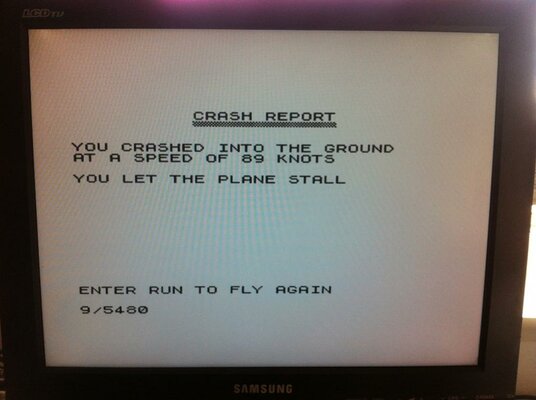 LCD TV
CRASH REPORT
YOU CRASHED INTO THE GROUND
AT A SPEED OF 89 KNOTS
YOU LET THE PLANE STALL
ENTER RUN TO FLY AGAIN
9/5480
SAMSUNG